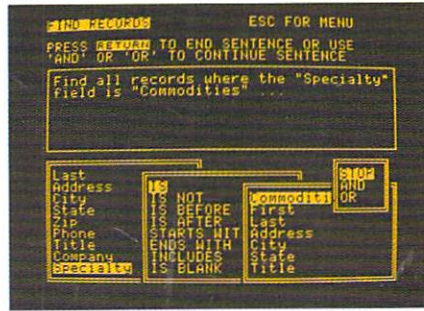 FIND RECORDS ESC FOR MENU
PRESS RETURN TO END SENTENCE OR USE
'AND' OR 'OR' TO CONTINUE SENTENCE
Find all records where the "Specialty"
field is "Commodities" ...
Last
Address
City
State
Zip
Phone
Title
Company
Specialty
IS
IS NOT
IS BEFORE
IS AFTER
STARTS WIT
ENDS WITH
INCLUDES
IS BLANK
Commoditi
First
Last
Address
City
State
Title
STOP
AND
OR